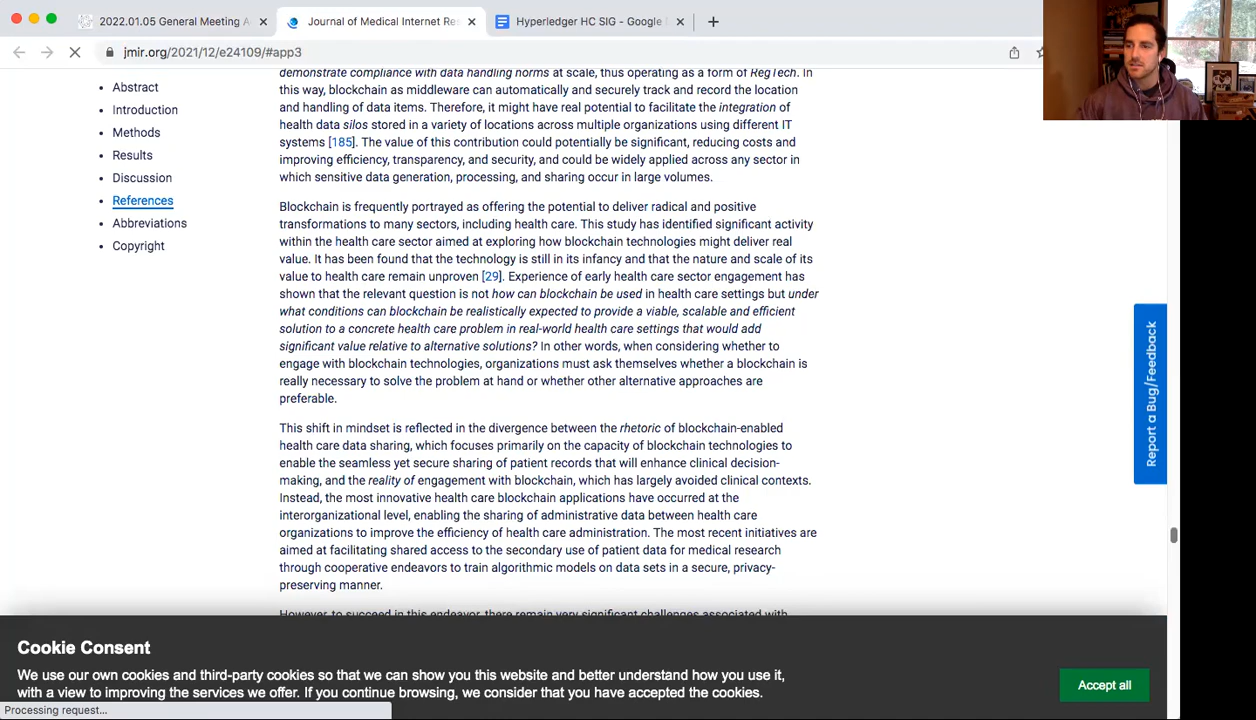 2022.01.05 General Meeting A
Journal of Medical Internet Res
Hyperledger HC SIG - Google
jmir.org/2021/12/e24109/#app3
Abstract
Introduction
Methods
Results
Discussion
References
Abbreviations
Copyright
demonstrate compliance with data handling norms at scale, thus operating as a form of RegTech. In
this way, blockchain as middleware can automatically and securely track and record the location
and handling of data items. Therefore, it might have real potential to facilitate the integration of
health data silos stored in a variety of locations across multiple organizations using different IT
systems [185]. The value of this contribution could potentially be significant, reducing costs and
improving efficiency, transparency, and security, and could be widely applied across any sector in
which sensitive data generation, processing, and sharing occur in large volumes.
Blockchain is frequently portrayed as offering the potential to deliver radical and positive
transformations to many sectors, including health care. This study has identified significant activity
within the health care sector aimed at exploring how blockchain technologies might deliver real
value. It has been found that the technology is still in its infancy and that the nature and scale of its
value to health care remain unproven [29]. Experience of early health care sector engagement has
shown that the relevant question is not how can blockchain be used in health care settings but under
what conditions can blockchain be realistically expected to provide a viable, scalable and efficient
solution to a concrete health care problem in real-world health care settings that would add
significant value relative to alternative solutions? In other words, when considering whether to
engage with blockchain technologies, organizations must ask themselves whether a blockchain is
really necessary to solve the problem at hand or whether other alternative approaches are
preferable.
This shift in mindset is reflected in the divergence between the rhetoric of blockchain-enabled
health care data sharing, which focuses primarily on the capacity of blockchain technologies to
enable the seamless yet secure sharing of patient records that will enhance clinical decision-
making, and the reality of engagement with blockchain, which has largely avoided clinical contexts.
Instead, the most innovative health care blockchain applications have occurred at the
interorganizational level, enabling the sharing of administrative data between health care
organizations to improve the efficiency of health care administration. The most recent initiatives are
aimed at facilitating shared access to the secondary use of patient data for medical research
through cooperative endeavors to train algorithmic models on data sets in a secure, privacy-
preserving manner.
However, to succeed in this endeavor, there remain very significant challenges associated with
Report a Bug/Feedback
Cookie Consent
We use our own cookies and third-party cookies so that we can show you this website and better understand how you use it,
with a view to improving the services we offer. If you continue browsing, we consider that you have accepted the cookies.
Accept all
Processing request...